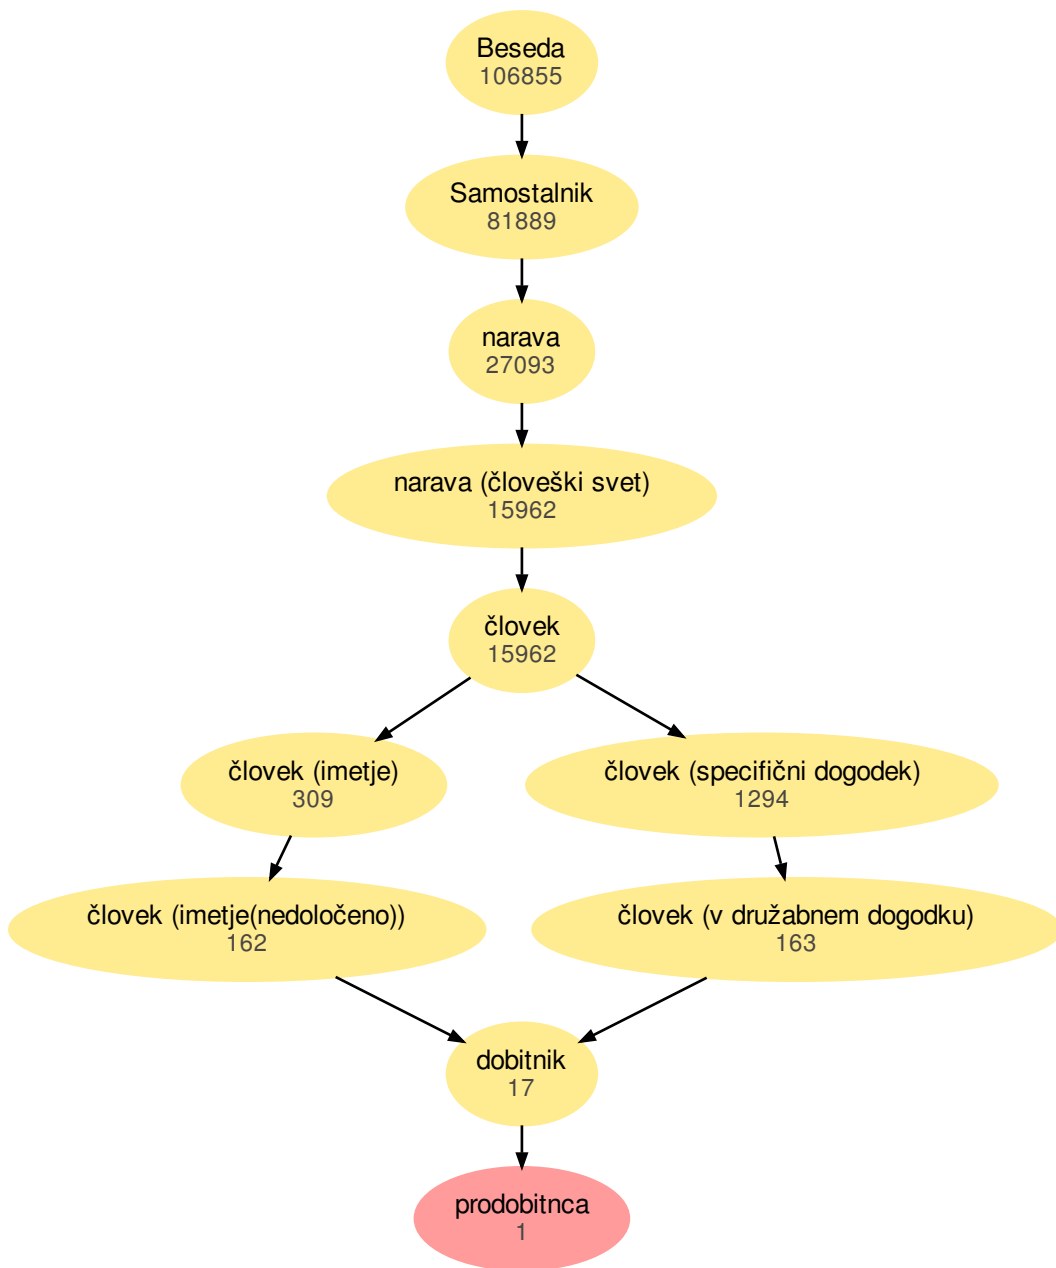 Beseda
106855
Samostalnik
81889
narava
27093
narava (človeški svet)
15962
človek
15962
človek (imetje)
309
človek (specifični dogodek)
1294
človek (imetje(nedoločeno))
162
človek (v družabnem dogodku)
163
dobitnik
17
prodobitnca
1